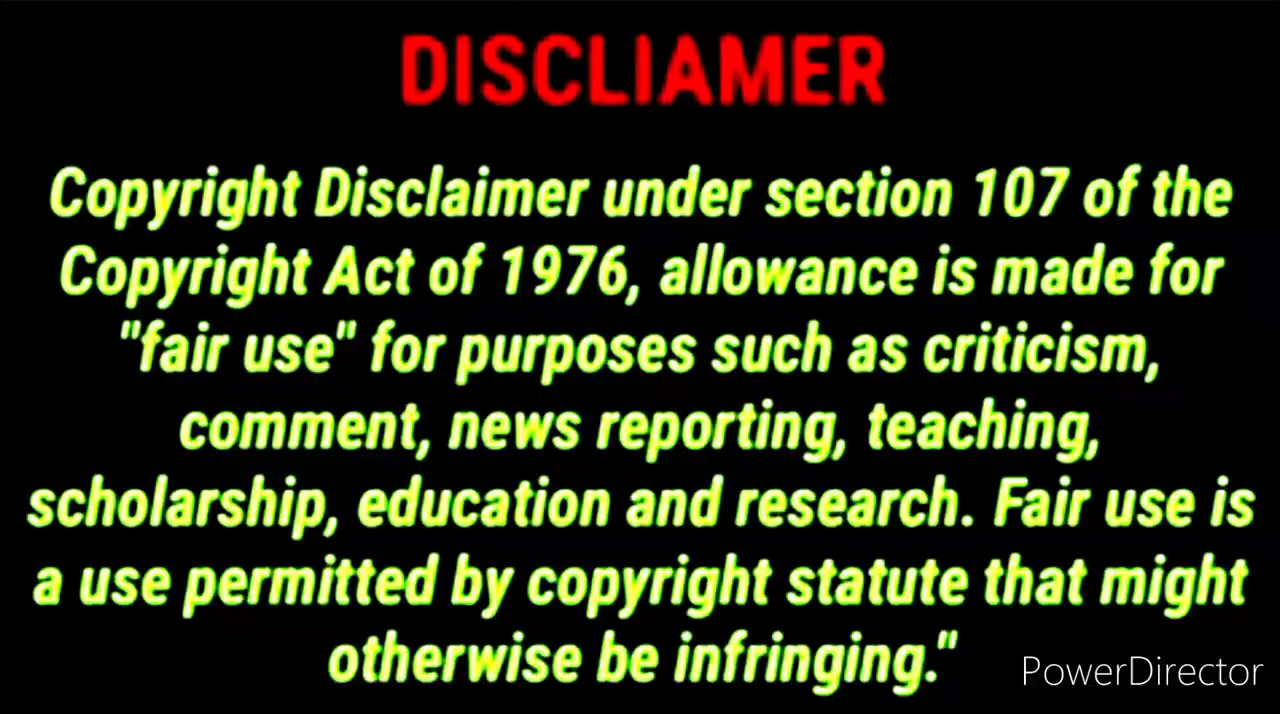 DISCLIAMER
Copyright Disclaimer under section 107 of the
Copyright Act of 1976, allowance is made for
"fair use" for purposes such as criticism,
comment, news reporting, teaching,
scholarship, education and research. Fair use is
a use permitted by copyright statute that might
otherwise be infringing."
PowerDirector